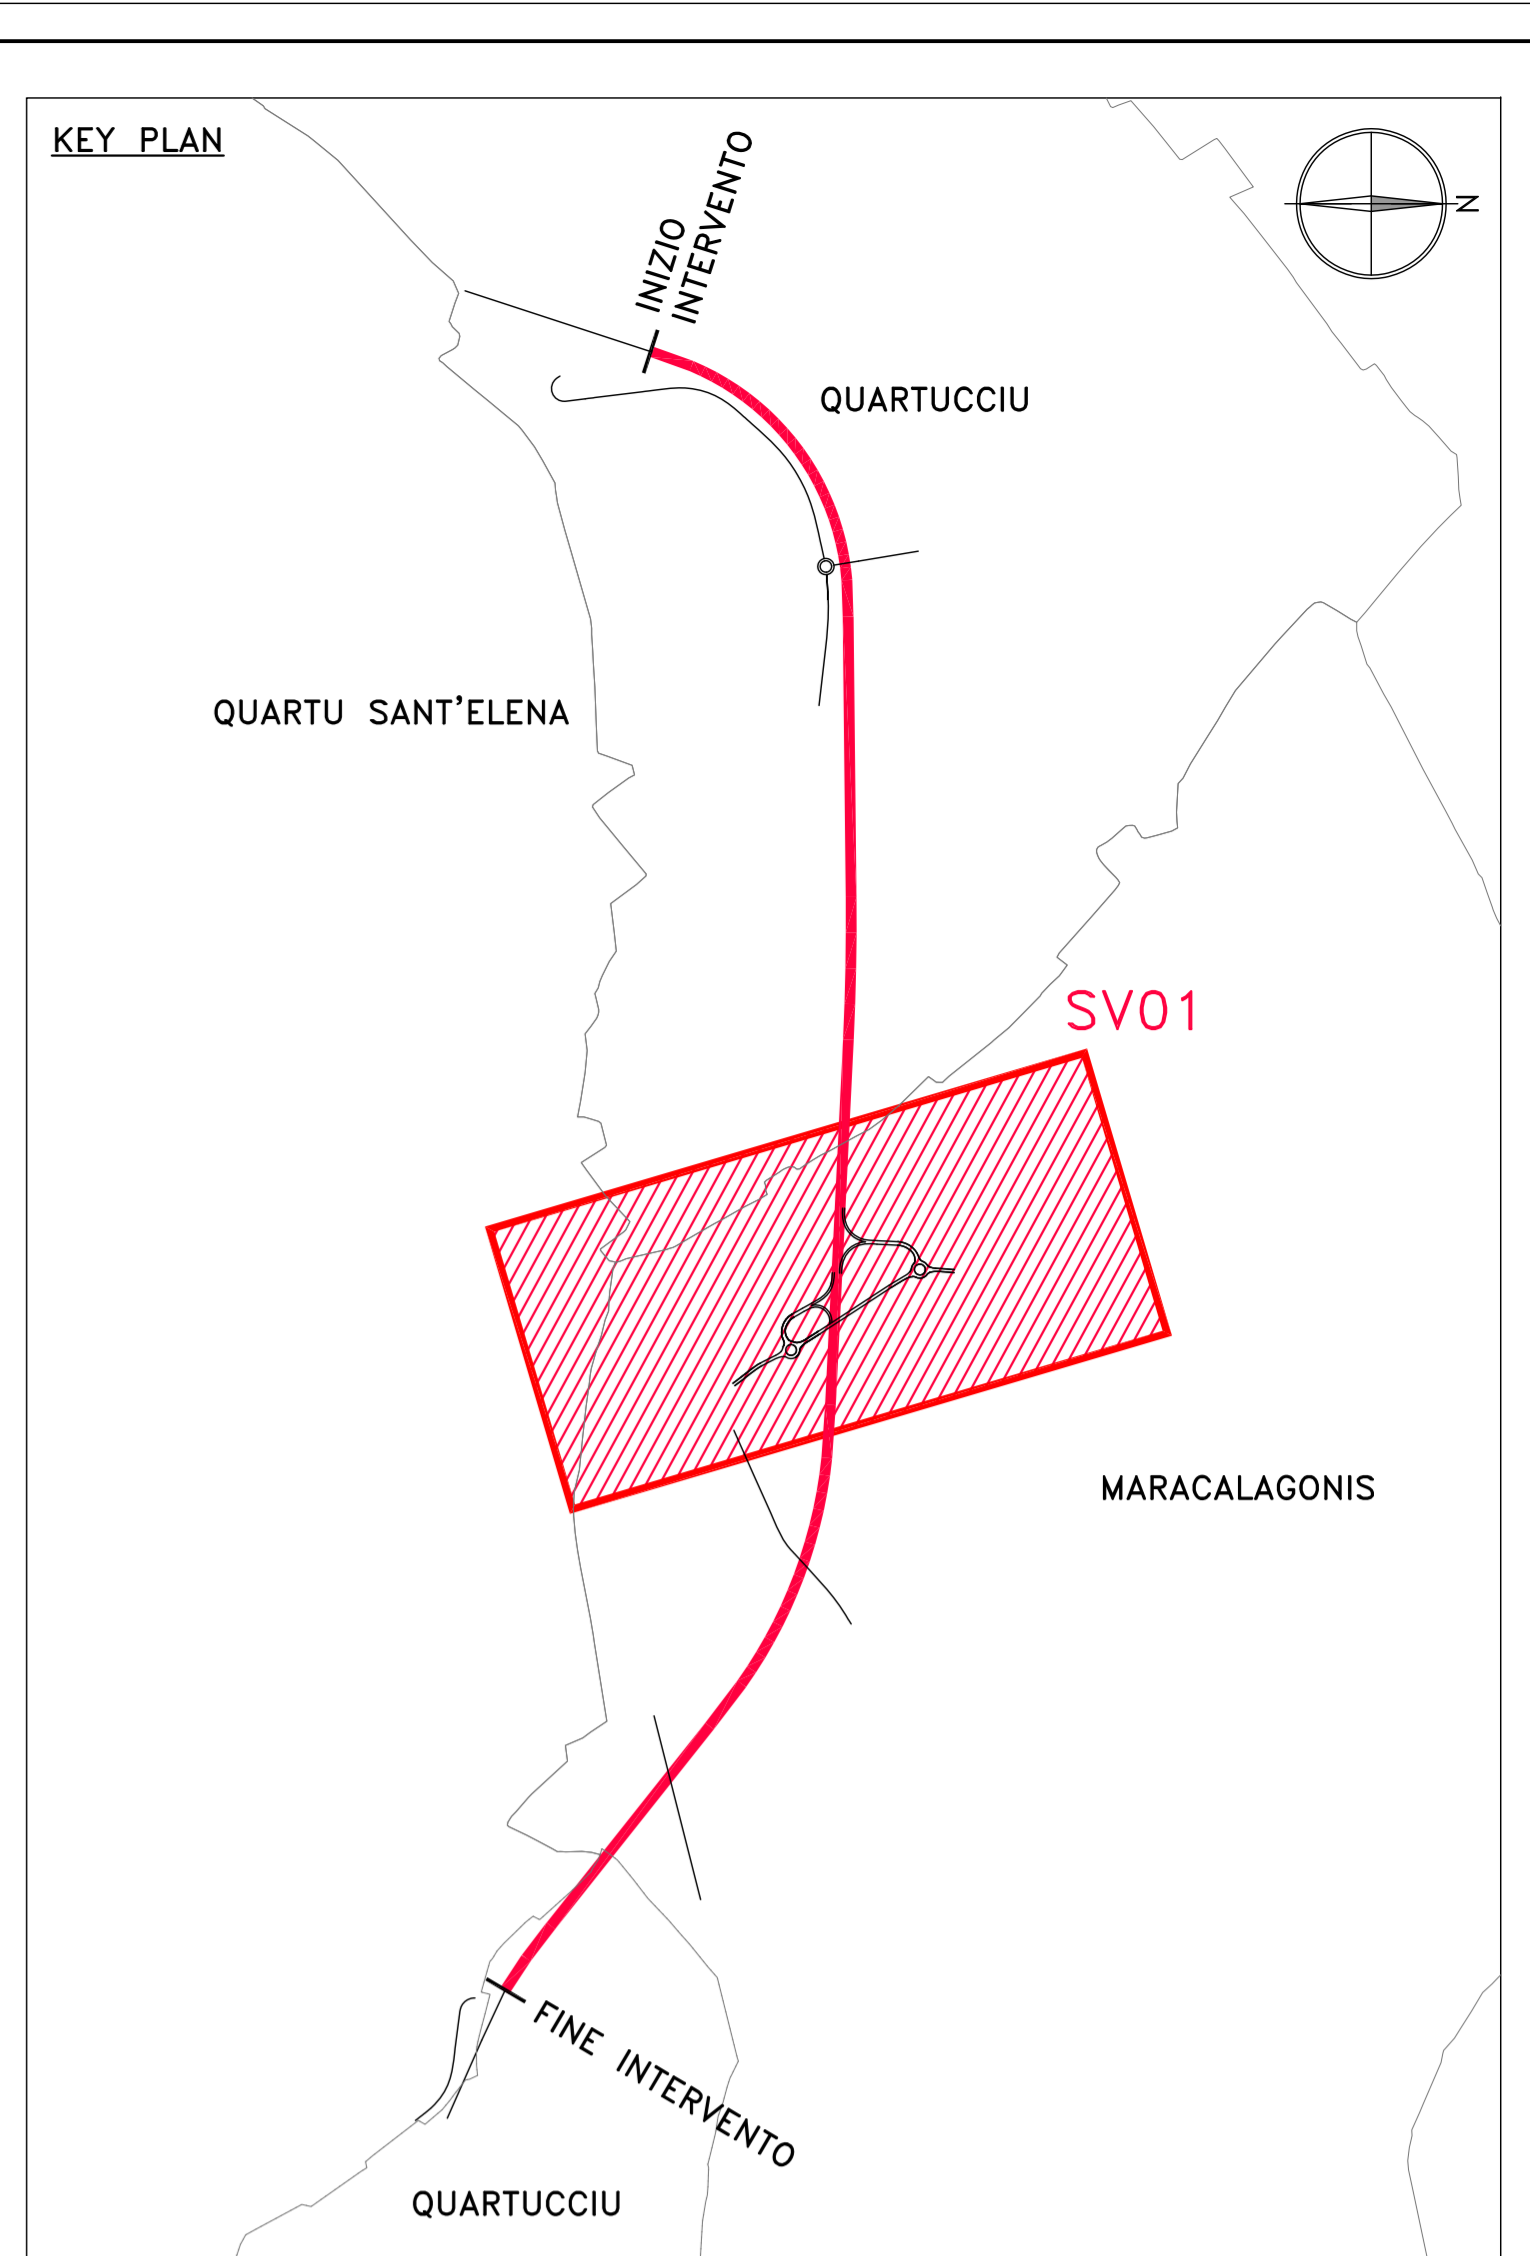 KEY PLAN
N
INIZIO
INTERVENTO
QUARTUCCIU
QUARTU SANT'ELENA
SV01
MARACALAGONIS
FINE INTERVENTO
QUARTUCCIU